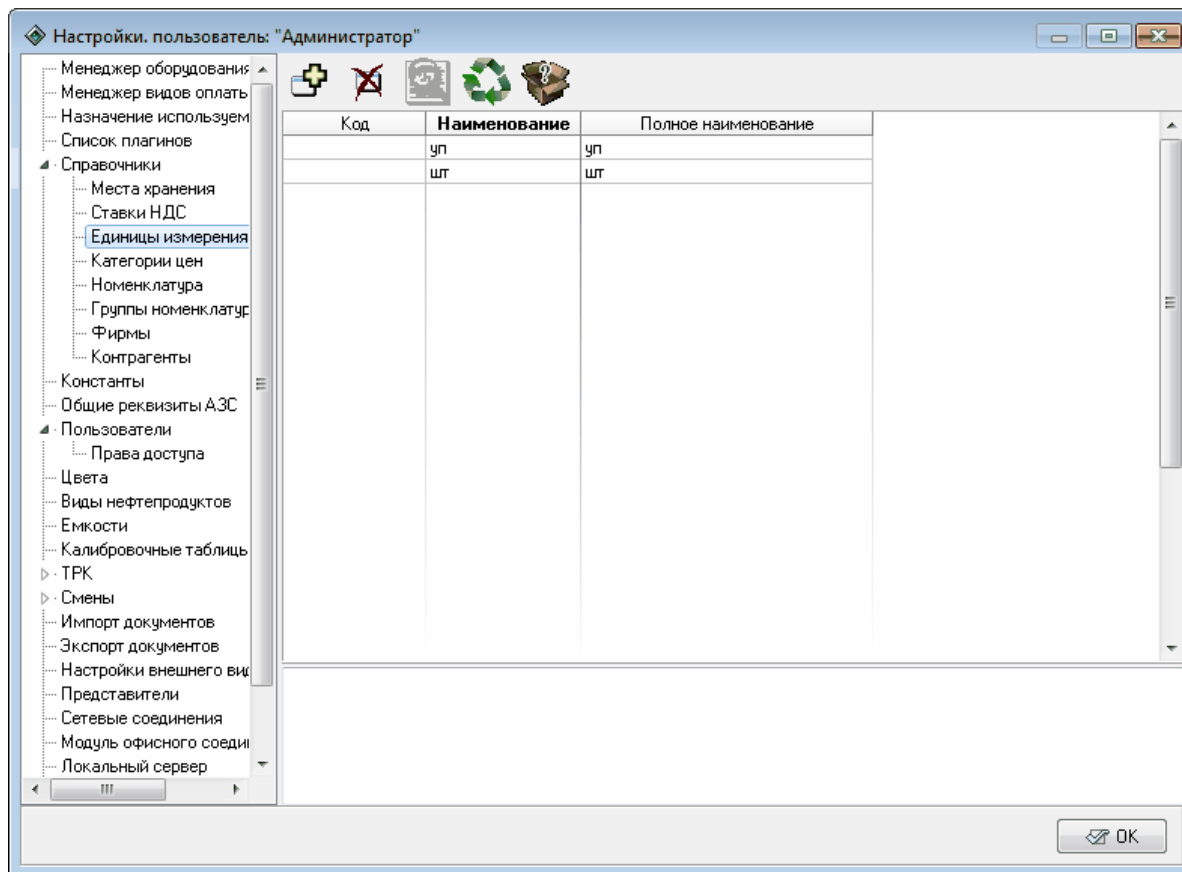 Настройки. пользователь: "Администратор"
Менеджер оборудования
Менеджер видов оплать
Назначение используем
Список плагинов
Справочники
Места хранения
Ставки НДС
Единицы измерения
Категории цен
Номенклатура
Группы номенклатур
Фирмы
Контрагенты
Константы
Общие реквизиты АЗС
Пользователи
Права доступа
Цвета
Виды нефтепродуктов
Емкости
Калибровочные таблиць
ТРК
Смены
Импорт документов
Экспорт документов
Настройки внешнего вид
Представители
Сетевые соединения
Модуль офисного соеди
Локальный сервер
Код Наименование Полное наименование
уп уп
шт шт
OK